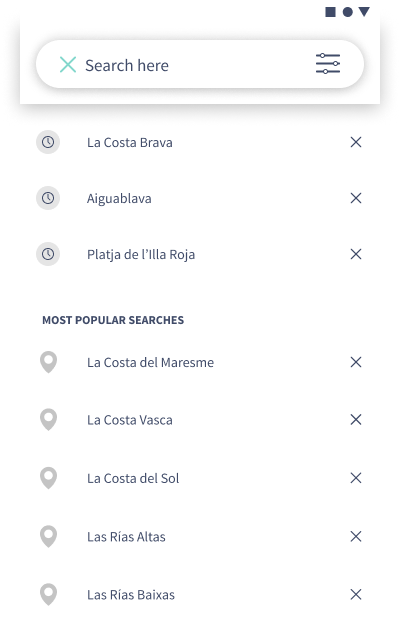 Search here
La Costa Brava
Aiguablava
Platja de l’Illa Roja
MOST POPULAR SEARCHES
La Costa del Maresme
La Costa Vasca
La Costa del Sol
Las Rías Altas
Las Rías Baixas